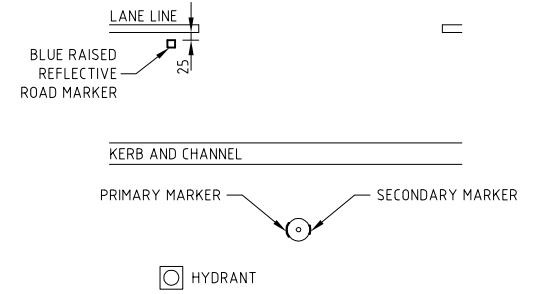 LANE LINE
BLUE RAISED
REFLECTIVE
ROAD MARKER
25
KERB AND CHANNEL
PRIMARY MARKER
SECONDARY MARKER
HYDRANT